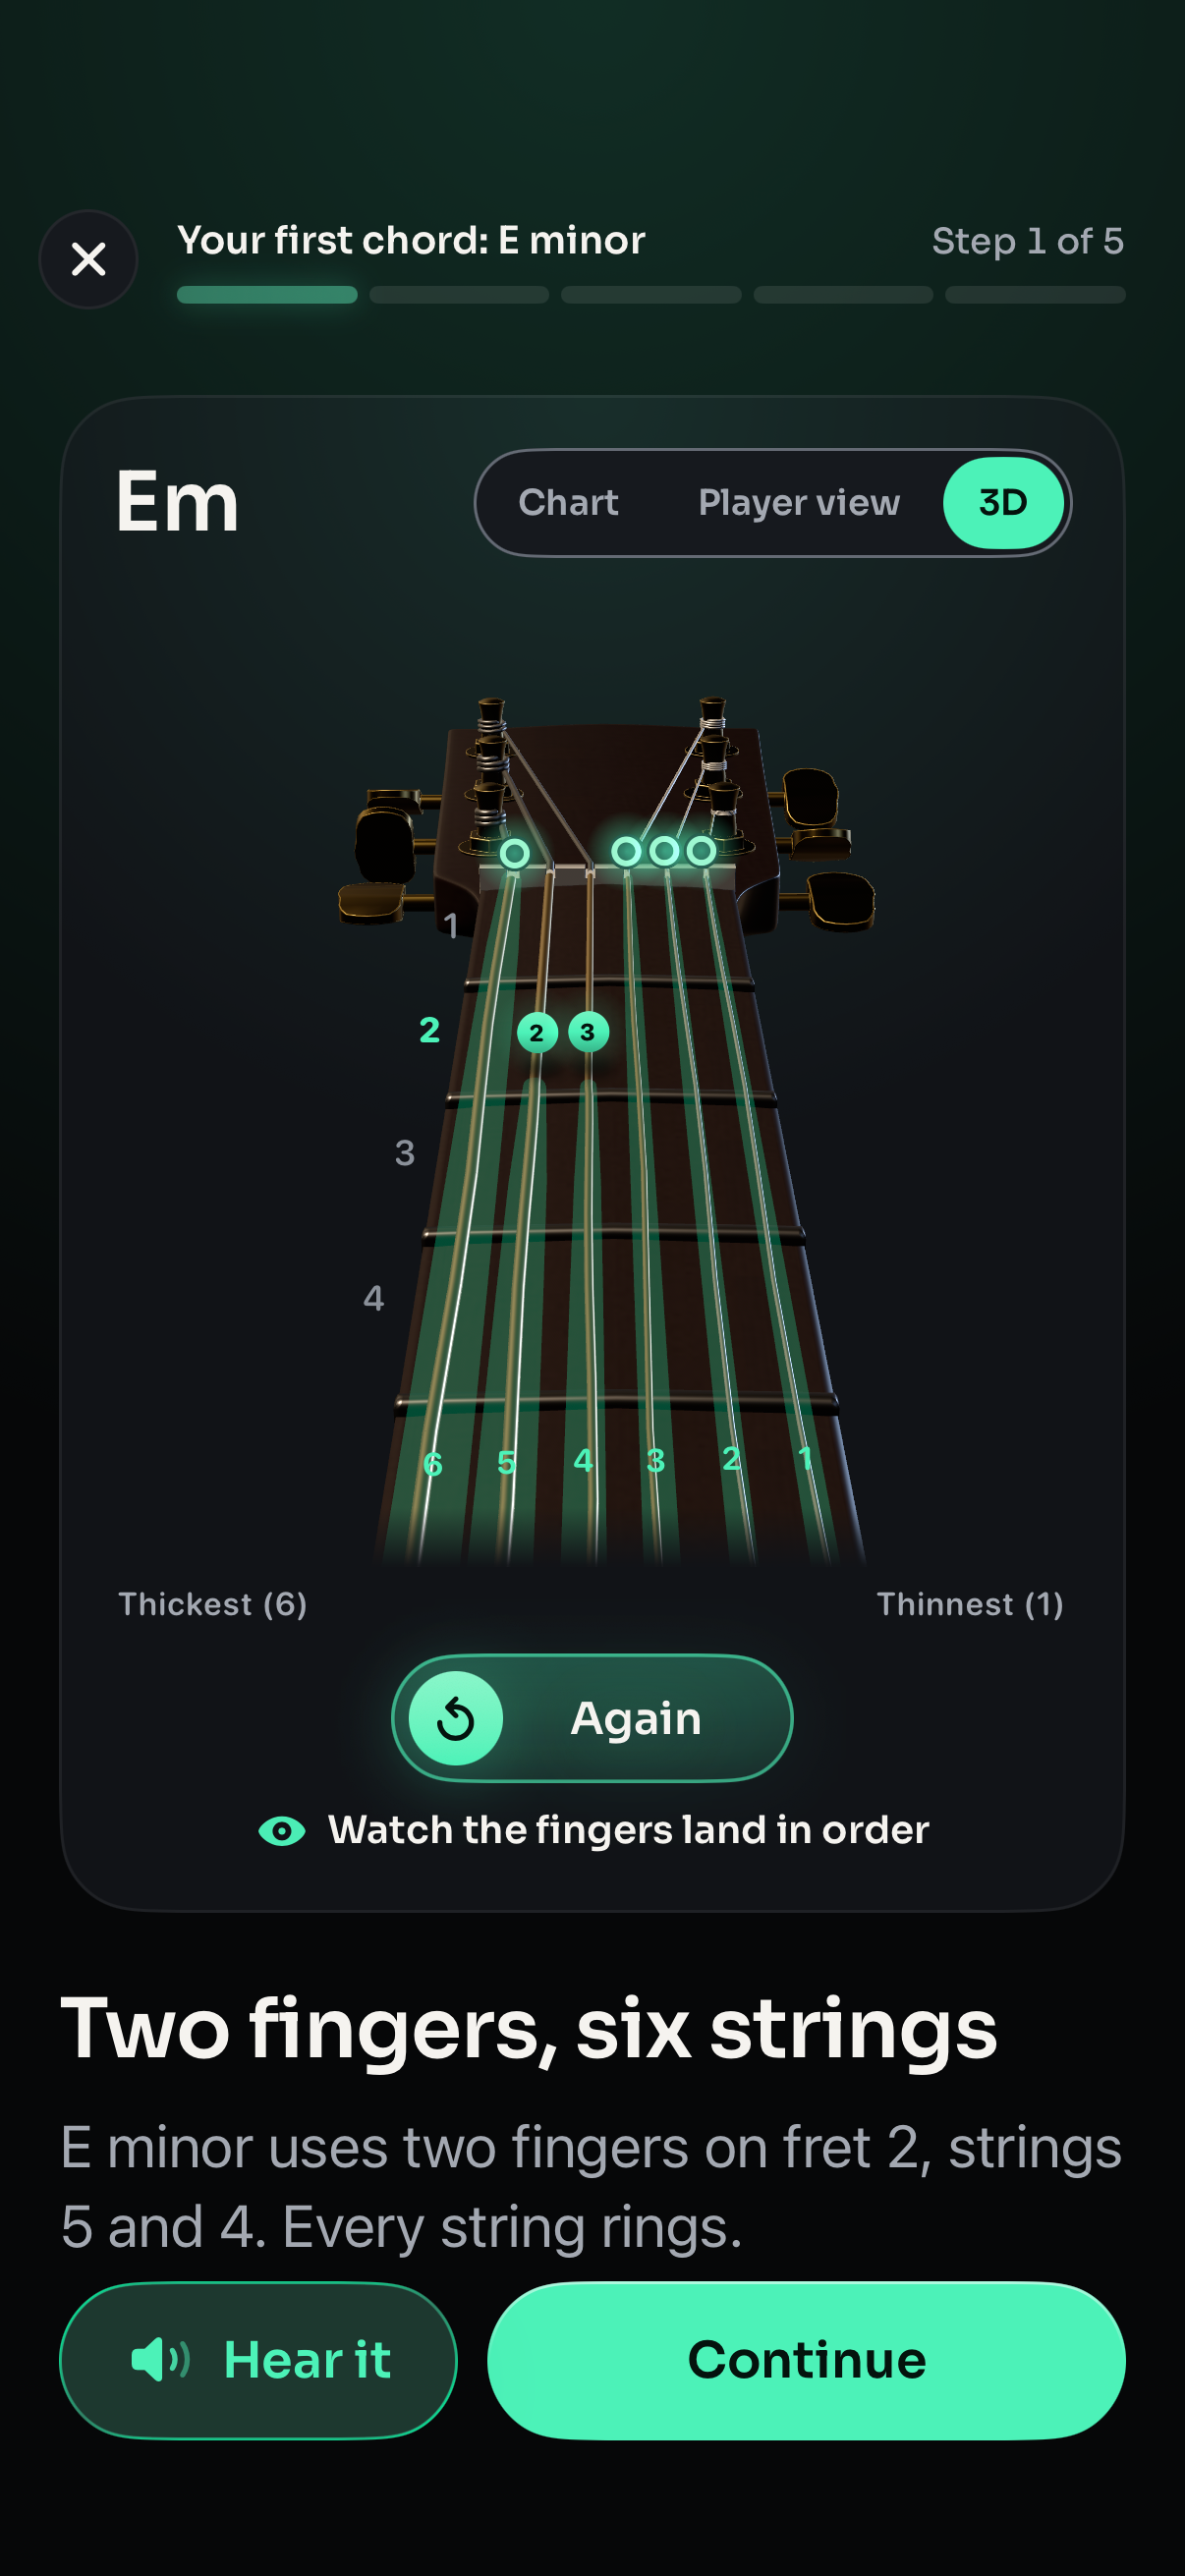 Your first chord: E minor
Step 1 of 5
Em
Chart
Player view
3D
1
2
2
3
3
4
6
5
4
3
2
1
Thickest (6)
Thinnest (1)
Again
Watch the fingers land in order
Two fingers, six strings
E minor uses two fingers on fret 2, strings
5 and 4. Every string rings.
Hear it
Continue